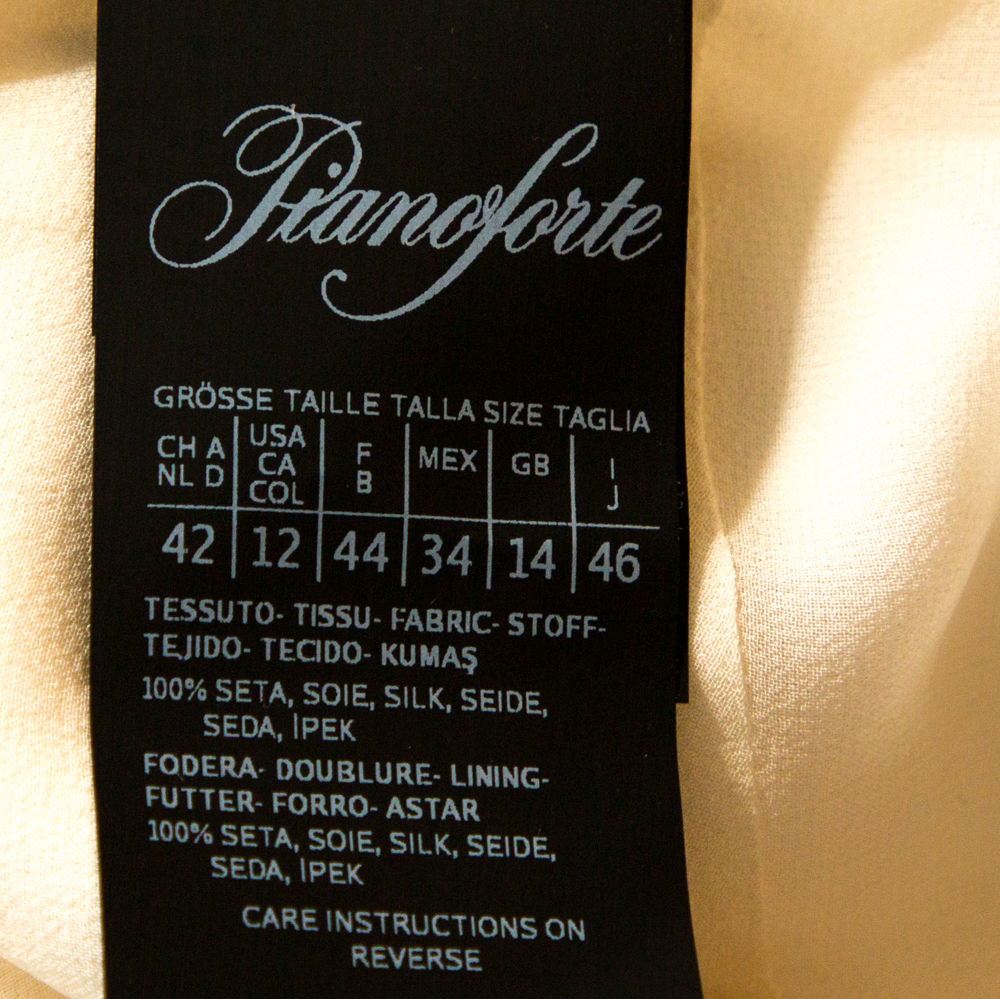 Pianoforte
GRÖSSE TAILLE TALLA SIZE TAGLIA
CH A NL D | USA CA COL | F B | MEX | GB | I J
42 | 12 | 44 | 34 | 14 | 46
TESSUTO- TISSU- FABRIC- STOFF-
TEJIDO- TECIDO- KUMAŞ
100% SETA, SOIE, SILK, SEIDE,
SEDA, İPEK
FODERA- DOUBLURE- LINING-
FUTTER- FORRO- ASTAR
100% SETA, SOIE, SILK, SEIDE,
SEDA, İPEK
CARE INSTRUCTIONS ON
REVERSE